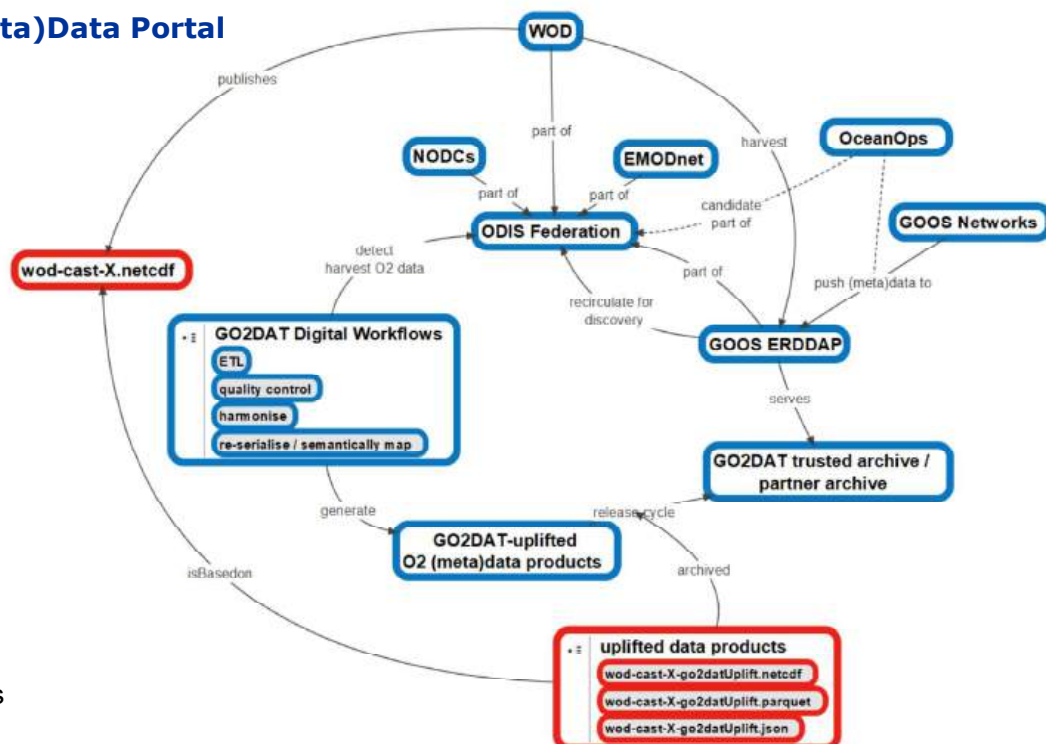 ta)Data Portal
WOD
publishes
part of
harvest
NODCs
EMODnet
OceanOps
part of
part of
candidate
part of
GOOS Networks
ODIS Federation
detect
harvest O2 data
wod-cast-X.netcdf
part of
push (meta)data to
recirculate for
discovery
GO2DAT Digital Workflows
ETL
quality control
harmonise
re-serialise / semantically map
GOOS ERDDAP
serves
GO2DAT trusted archive /
partner archive
generate
release cycle
GO2DAT-uplifted
O2 (meta)data products
isBasedon
archived
uplifted data products
wod-cast-X-go2datUplift.netcdf
wod-cast-X-go2datUplift.parquet
wod-cast-X-go2datUplift.json
s